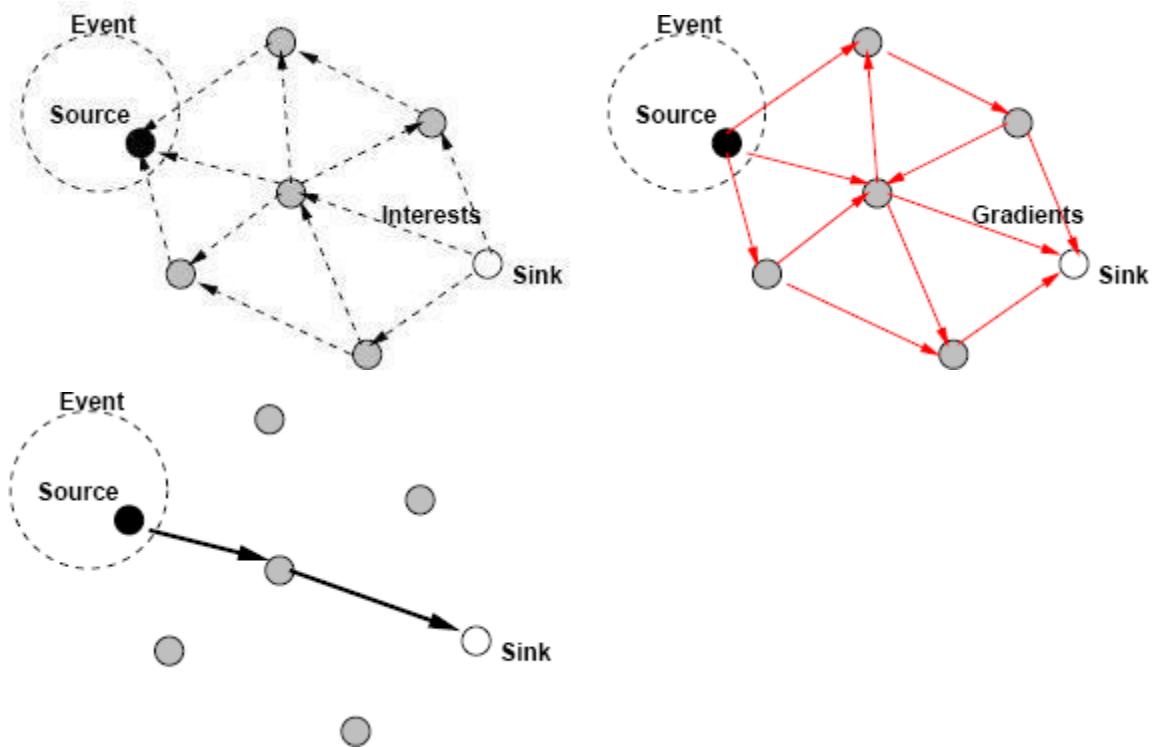 Event
Source
Interests
Sink
Event
Source
Gradients
Sink
Event
Source
Sink